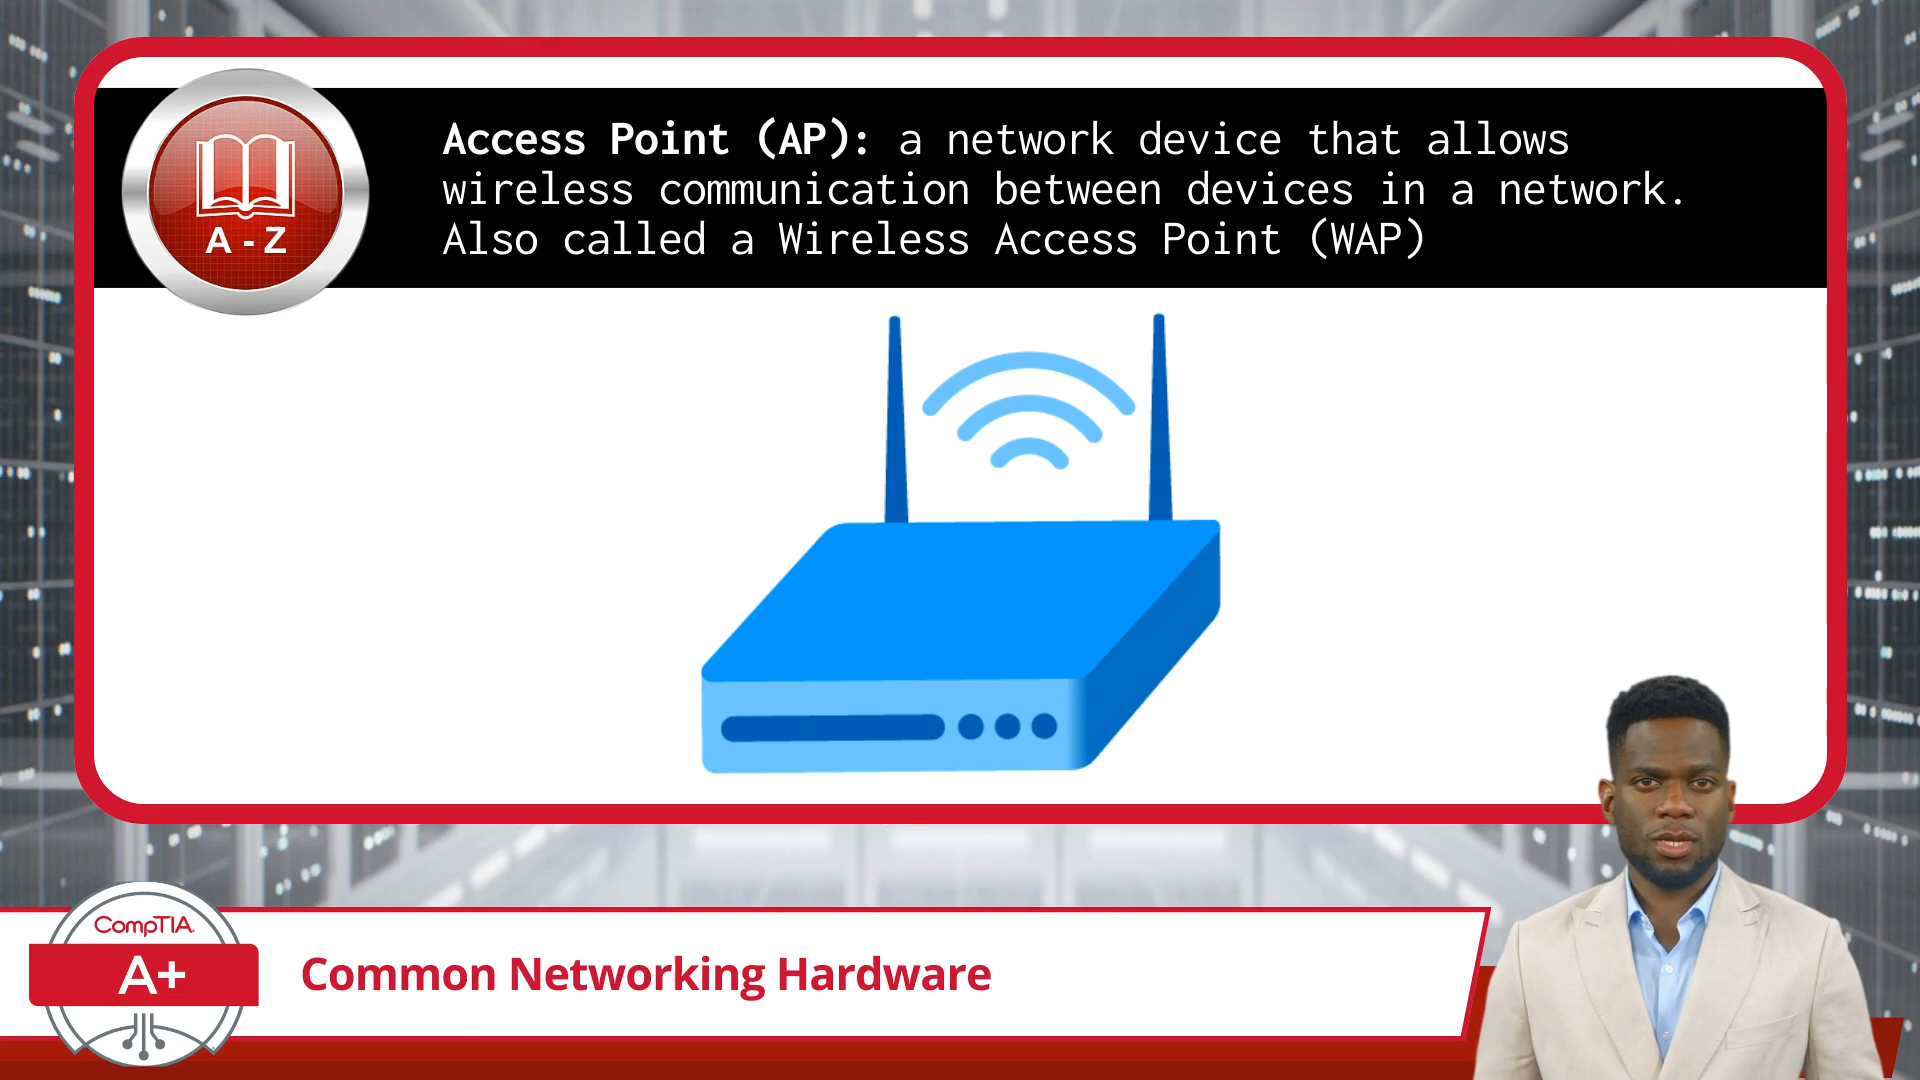 Access Point (AP): a network device that allows
wireless communication between devices in a network.
Also called a Wireless Access Point (WAP)
A - Z
CompTIA.
A+
Common Networking Hardware